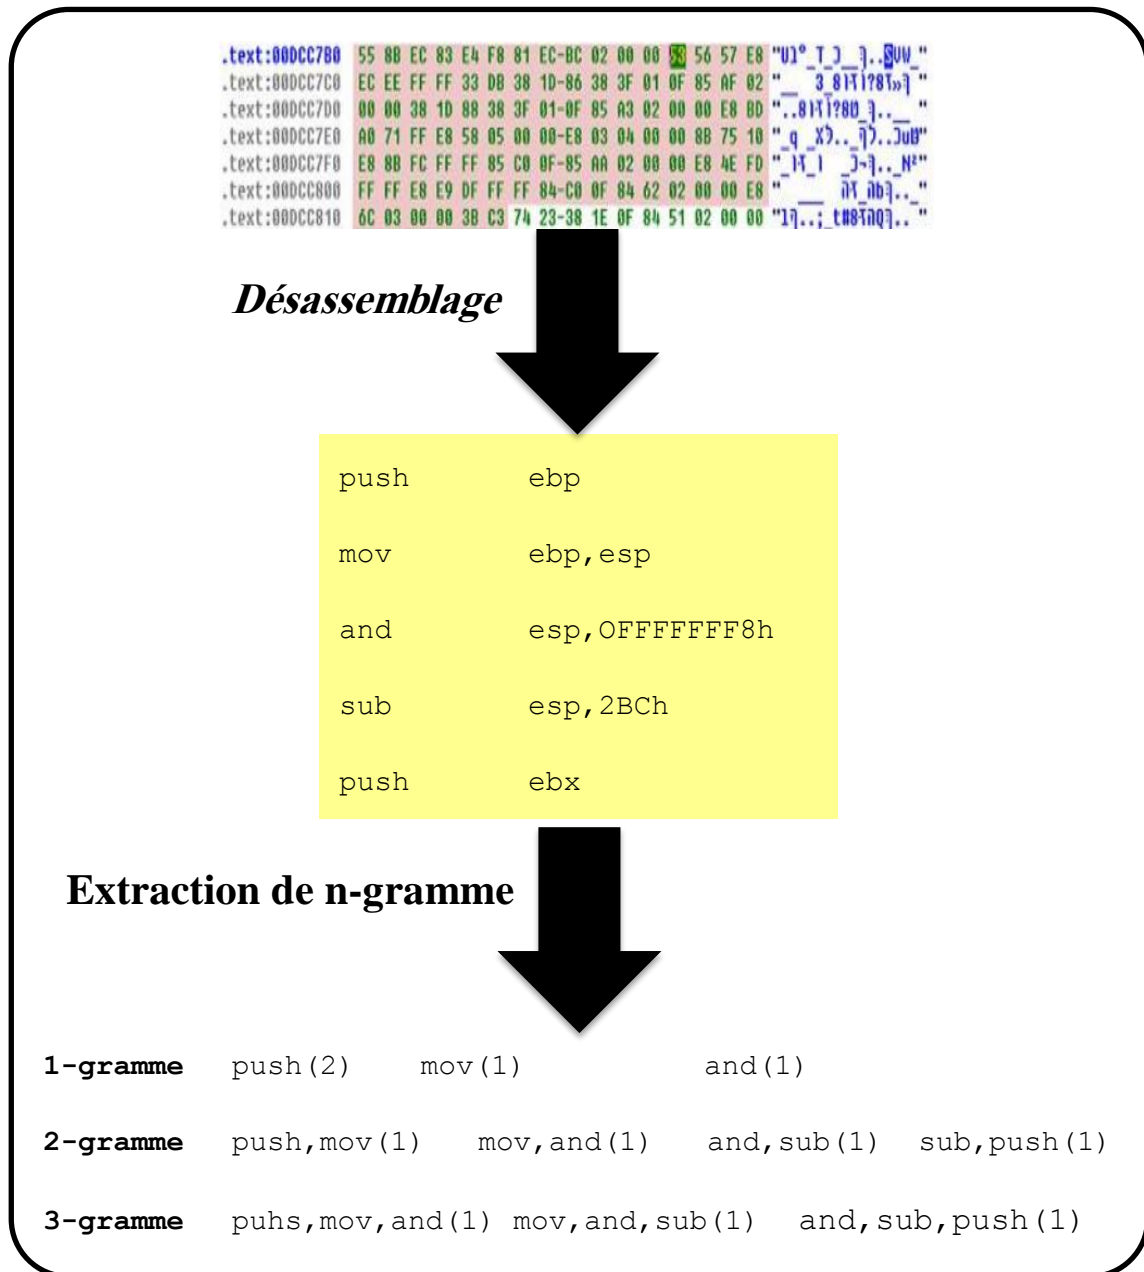 .text:00DCC7B0 55 8B EC 83 E4 F8 81 EC-BC 02 00 00 53 56 57 E8
.text:00DCC7C0 EC EE FF FF 33 DB 38 1D-86 38 3F 01 0F 85 AF 02
.text:00DCC7D0 00 00 38 1D 88 38 3F 01-0F 85 A3 02 00 00 E8 BD
.text:00DCC7E0 A0 71 FF E8 58 05 00 00-E8 03 04 00 00 8B 75 10
.text:00DCC7F0 E8 8B FC FF FF 85 C0 0F-85 AA 02 00 00 E8 4E FD
.text:00DCC800 FF FF E8 E9 DF FF FF 84-C0 0F 84 62 02 00 00 E8
.text:00DCC810 6C 03 00 00 3B C3 74 23-38 1E 0F 84 51 02 00 00
Désassemblage
push ebp
mov ebp,esp
and esp,OFFFFFFF8h
sub esp,2BCh
push ebx
Extraction de n-gramme
1-gramme push(2) mov(1) and(1)
2-gramme push,mov(1) mov,and(1) and,sub(1) sub,push(1)
3-gramme puhs,mov,and(1) mov,and,sub(1) and,sub,push(1)